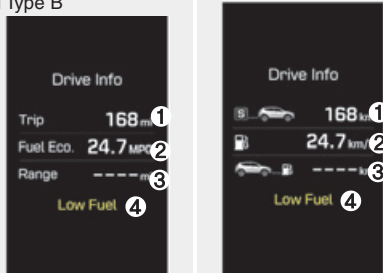 Type B
Drive Info
Trip 168 mi 1
Fuel Eco. 24.7 MPG 2
Range ---- mi 3
Low Fuel 4
Drive Info
S 168 km 1
24.7 km/ 2
---- km 3
Low Fuel 4